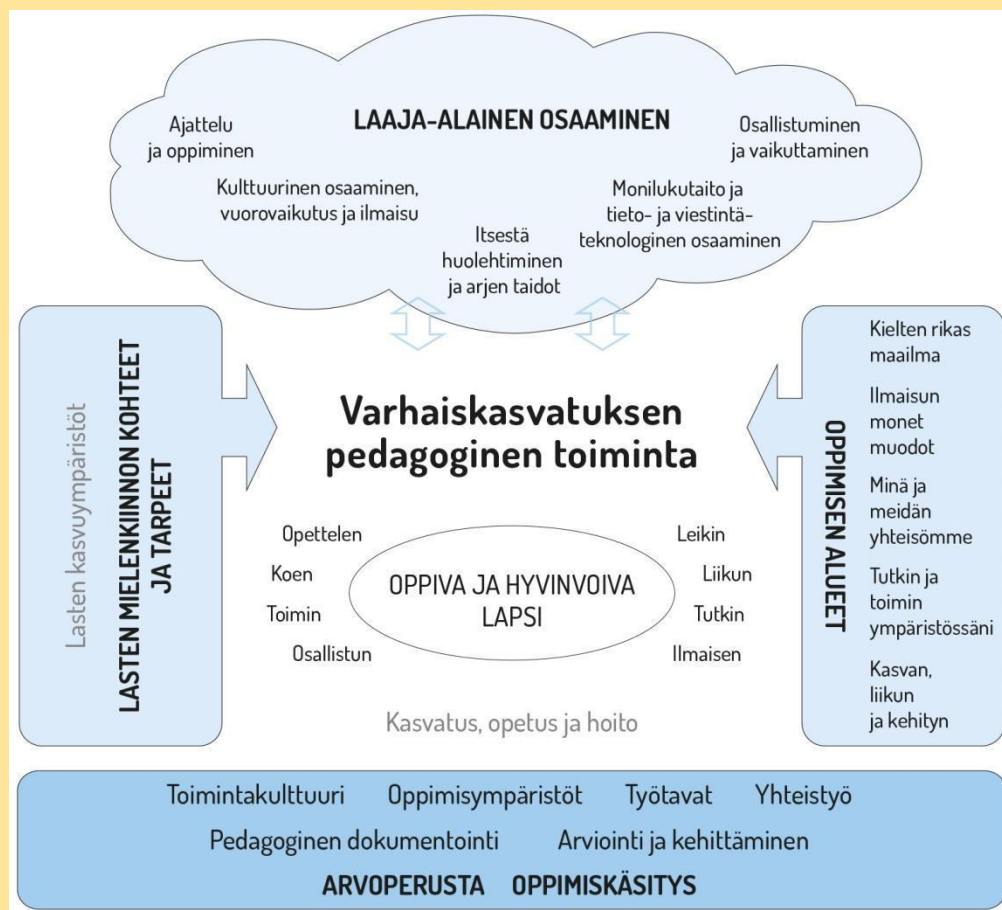 LAAJA-ALAINEN OSAAMINEN
Ajattelu
ja oppiminen
Kulttuurinen osaaminen,
vuorovaikutus ja ilmaisu
Itsestä
huolehtiminen
ja arjen taidot
Monilukutaito ja
tieto- ja viestintä-
teknologinen osaaminen
Osallistuminen
ja vaikuttaminen
Lasten kasvuympäristöt
LASTEN MIELENKIINNON KOHTEET
JA TARPEET
Varhaiskasvatuksen
pedagoginen toiminta
Opettelen
Koen
Toimin
Osallistun
OPPIVA JA HYVINVOIVA
LAPSI
Leikin
Liikun
Tutkin
Ilmaisen
Kasvatus, opetus ja hoito
OPPIMISEN ALUEET
Kielten rikas
maailma
Ilmaisun
monet
muodot
Minä ja
meidän
yhteisömme
Tutkin ja
toimin
ympäristössäni
Kasvan,
liikun
ja kehityn
Toimintakulttuuri Oppimisympäristöt Työtavat Yhteistyö
Pedagoginen dokumentointi Arviointi ja kehittäminen
ARVOPERUSTA OPPIMISKÄSITYS